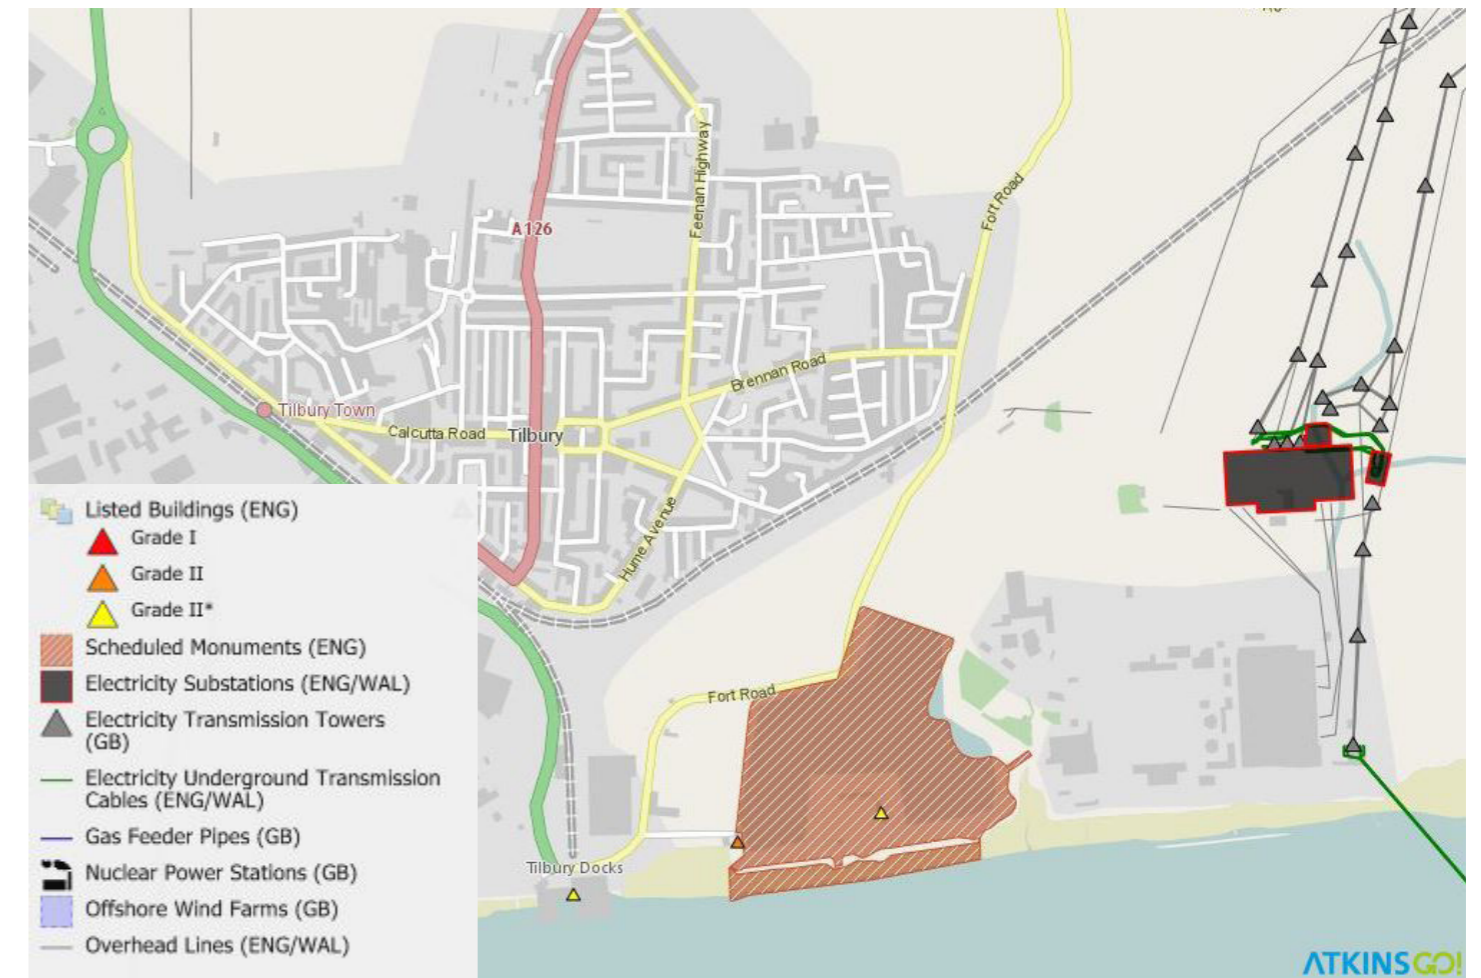 Feenan Highway
Fort Road
A126
Brennan Road
Tilbury Town
Calcutta Road
Tilbury
Hume Avenue
Fort Road
Tilbury Docks
Listed Buildings (ENG)
Grade I
Grade II
Grade II*
Scheduled Monuments (ENG)
Electricity Substations (ENG/WAL)
Electricity Transmission Towers
(GB)
Electricity Underground Transmission
Cables (ENG/WAL)
Gas Feeder Pipes (GB)
Nuclear Power Stations (GB)
Offshore Wind Farms (GB)
Overhead Lines (ENG/WAL)
ATKINSGO!